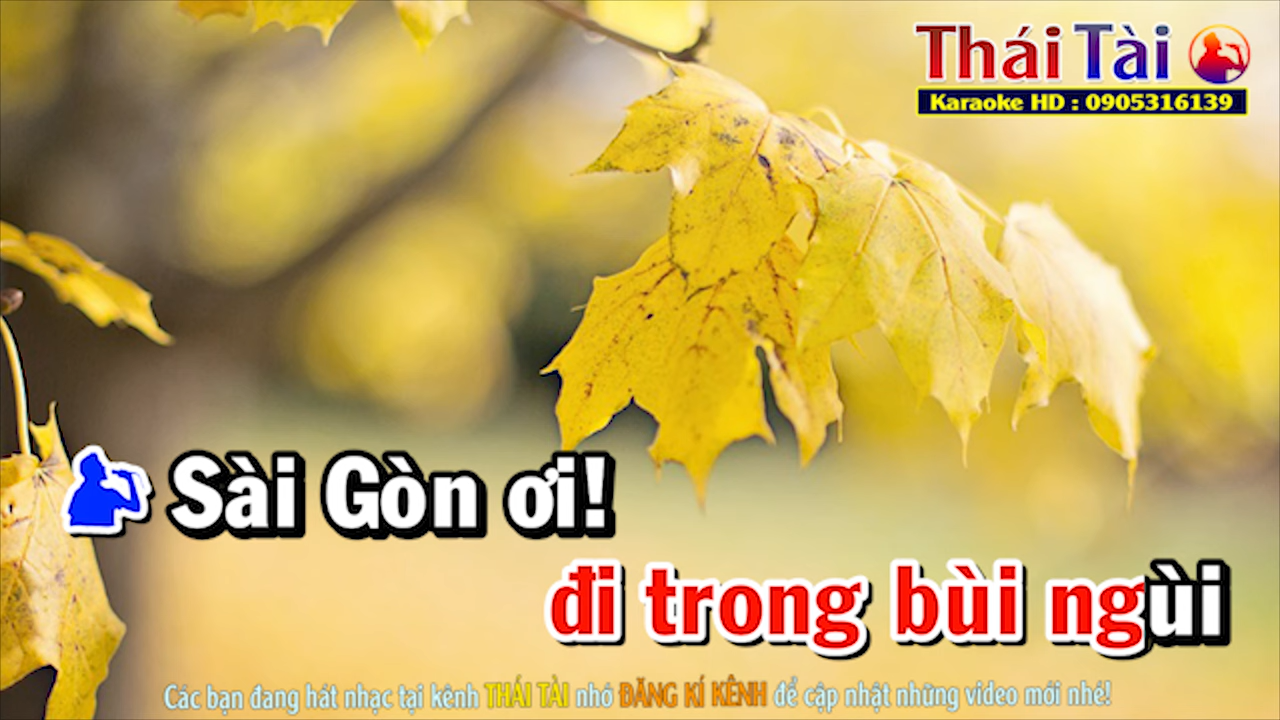 Thái Tài
Karaoke HD : 0905316139
Sài Gòn ơi!
đi trong bùi ngùi
Các bạn đang hát nhạc tại kênh THÁI TÀI nhớ ĐĂNG KÍ KÊNH để cập nhật những video mới nhé!